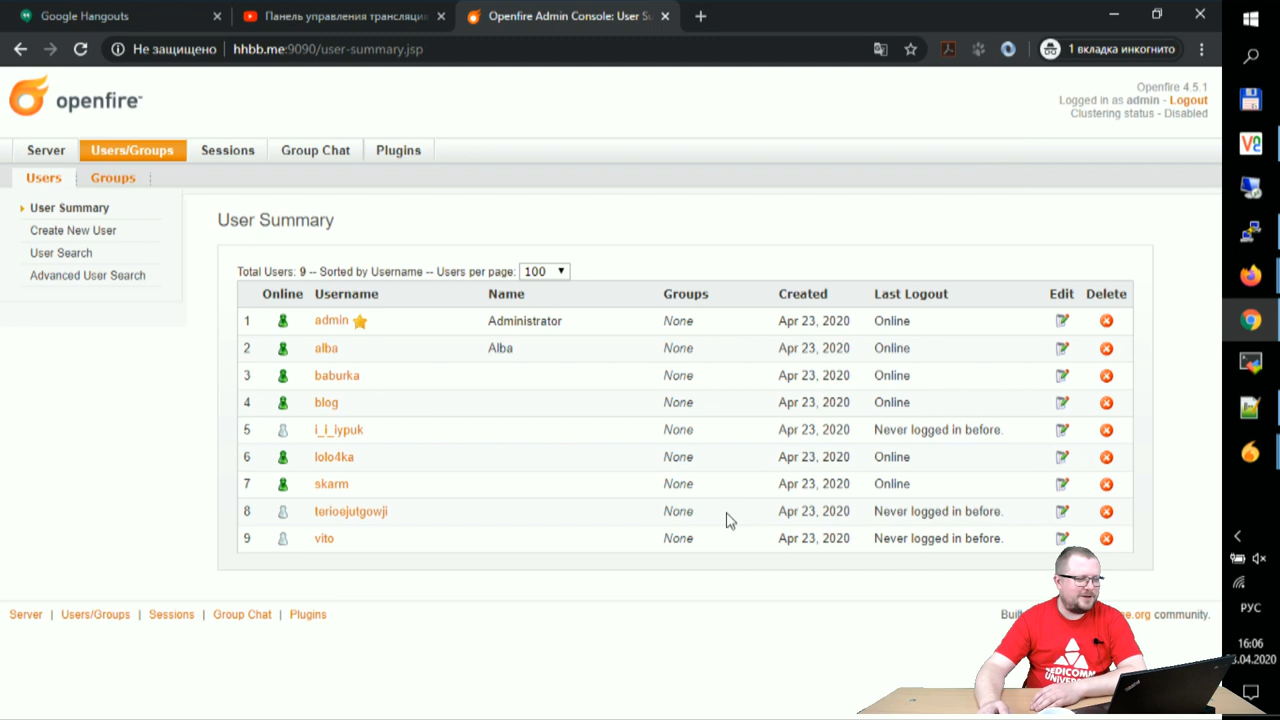 Google Hangouts
Панель управления трансляци
Openfire Admin Console: User Su
Не защищено
hhbb.me:9090/user-summary.jsp
1 вкладка инкогнито
openfire
Openfire 4.5.1
Logged in as admin - Logout
Clustering status - Disabled
Server Users/Groups Sessions Group Chat Plugins
Users Groups
User Summary
Create New User
User Search
Advanced User Search
User Summary
Total Users: 9 -- Sorted by Username -- Users per page: 100
Online Username Name Groups Created Last Logout Edit Delete
1 admin Administrator None Apr 23, 2020 Online
2 alba Alba None Apr 23, 2020 Online
3 baburka None Apr 23, 2020 Online
4 blog None Apr 23, 2020 Online
5 i_i_iypuk None Apr 23, 2020 Never logged in before.
6 lolo4ka None Apr 23, 2020 Online
7 skarm None Apr 23, 2020 Online
8 terioejutgowji None Apr 23, 2020 Never logged in before.
9 vito None Apr 23, 2020 Never logged in before.
Server | Users/Groups | Sessions | Group Chat | Plugins
Built
e.org community.
EDICOMM
UNIVER
РУС
16:06
3.04.2020